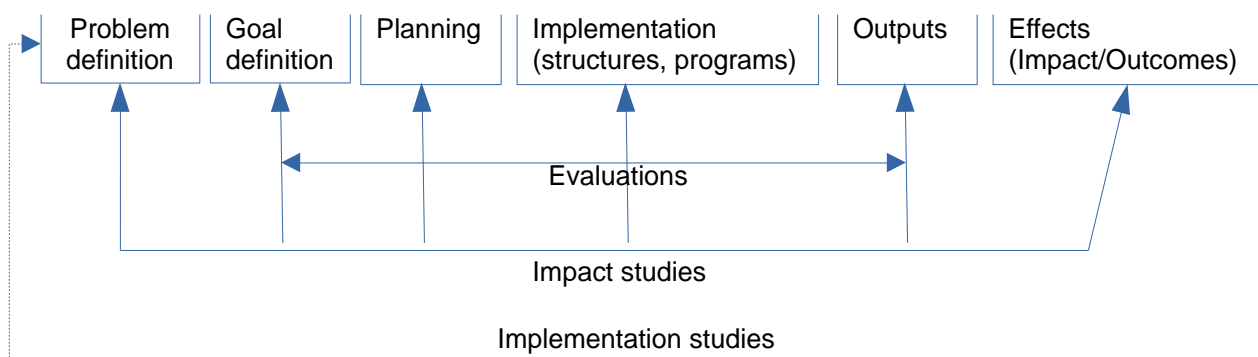 Problem
definition
Goal
definition
Planning
Implementation
(structures, programs)
Outputs
Effects
(Impact/Outcomes)
Evaluations
Impact studies
Implementation studies